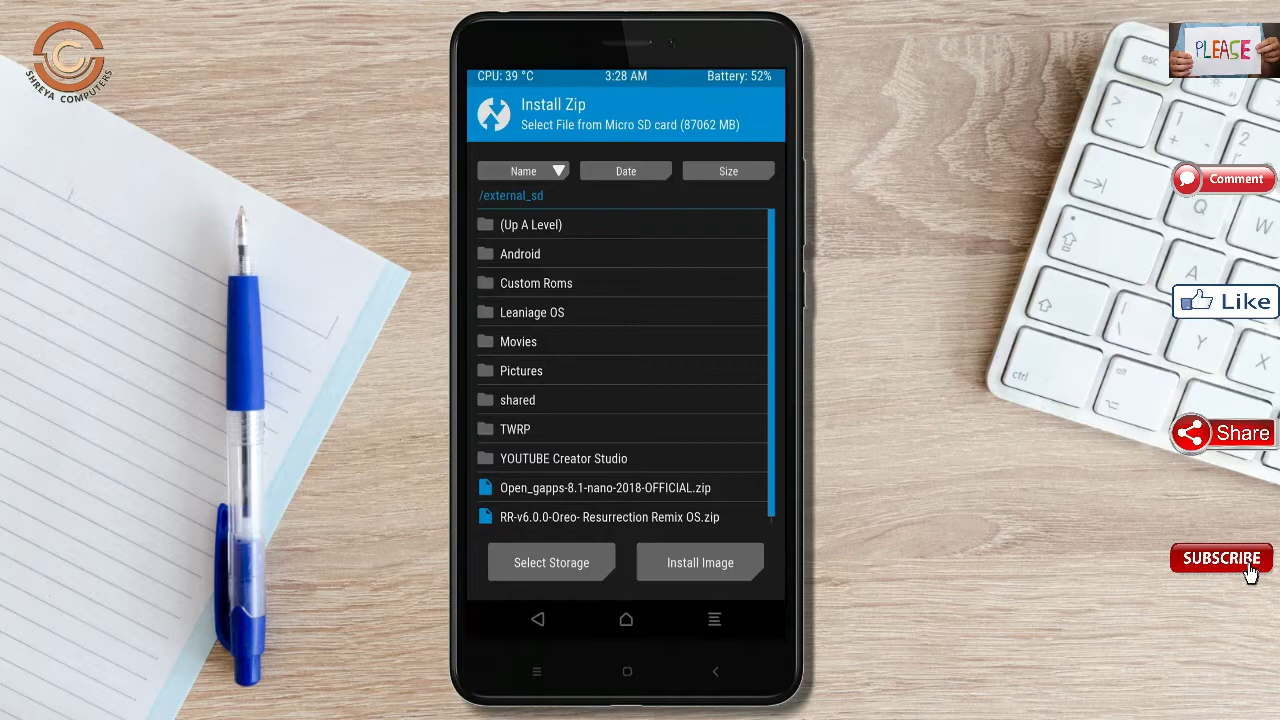 SHREYA COMPUTERS
CPU: 39 °C 3:28 AM Battery: 52%
Install Zip
Select File from Micro SD card (87062 MB)
Name Date Size
/external_sd
(Up A Level)
Android
Custom Roms
Leaniage OS
Movies
Pictures
shared
TWRP
YOUTUBE Creator Studio
Open_gapps-8.1-nano-2018-OFFICIAL.zip
RR-v6.0.0-Oreo- Resurrection Remix OS.zip
Select Storage Install Image
PLEASE
Comment
Like
Share
SUBSCRIBE
esc
Q
W
A
Y
X
ctrl
alt